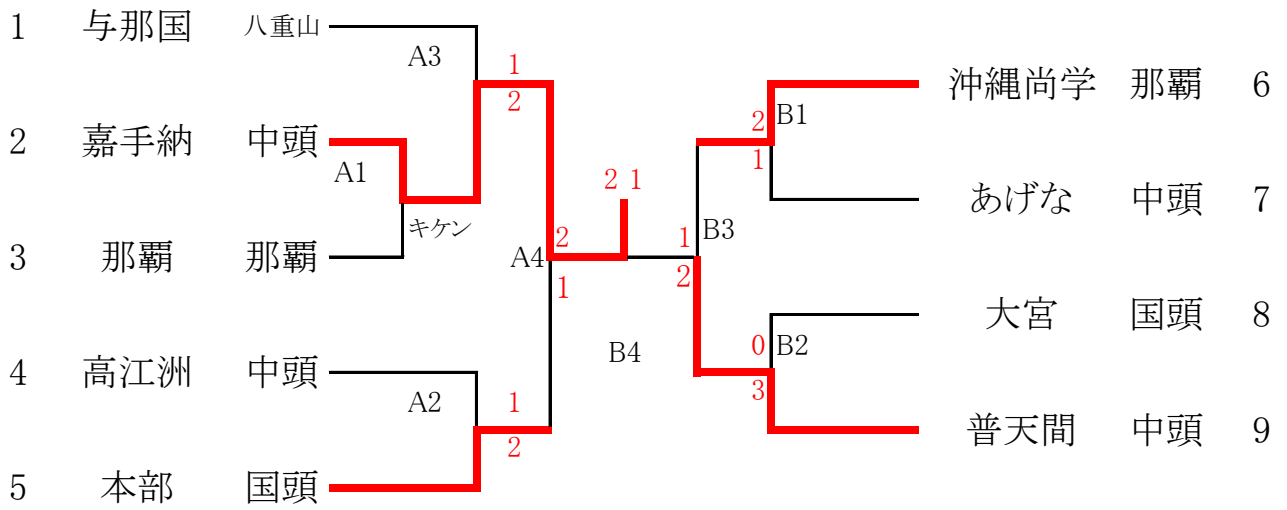 1 与那国 八重山
A3
1
2
2 嘉手納 中頭
A1
キケン
3 那覇 那覇
A4
2
1
4 高江洲 中頭
A2
1
2
5 本部 国頭
2 1
B4
沖縄尚学 那覇 6
B1
2
1
あげな 中頭 7
B3
1
2
大宮 国頭 8
B2
0
3
普天間 中頭 9